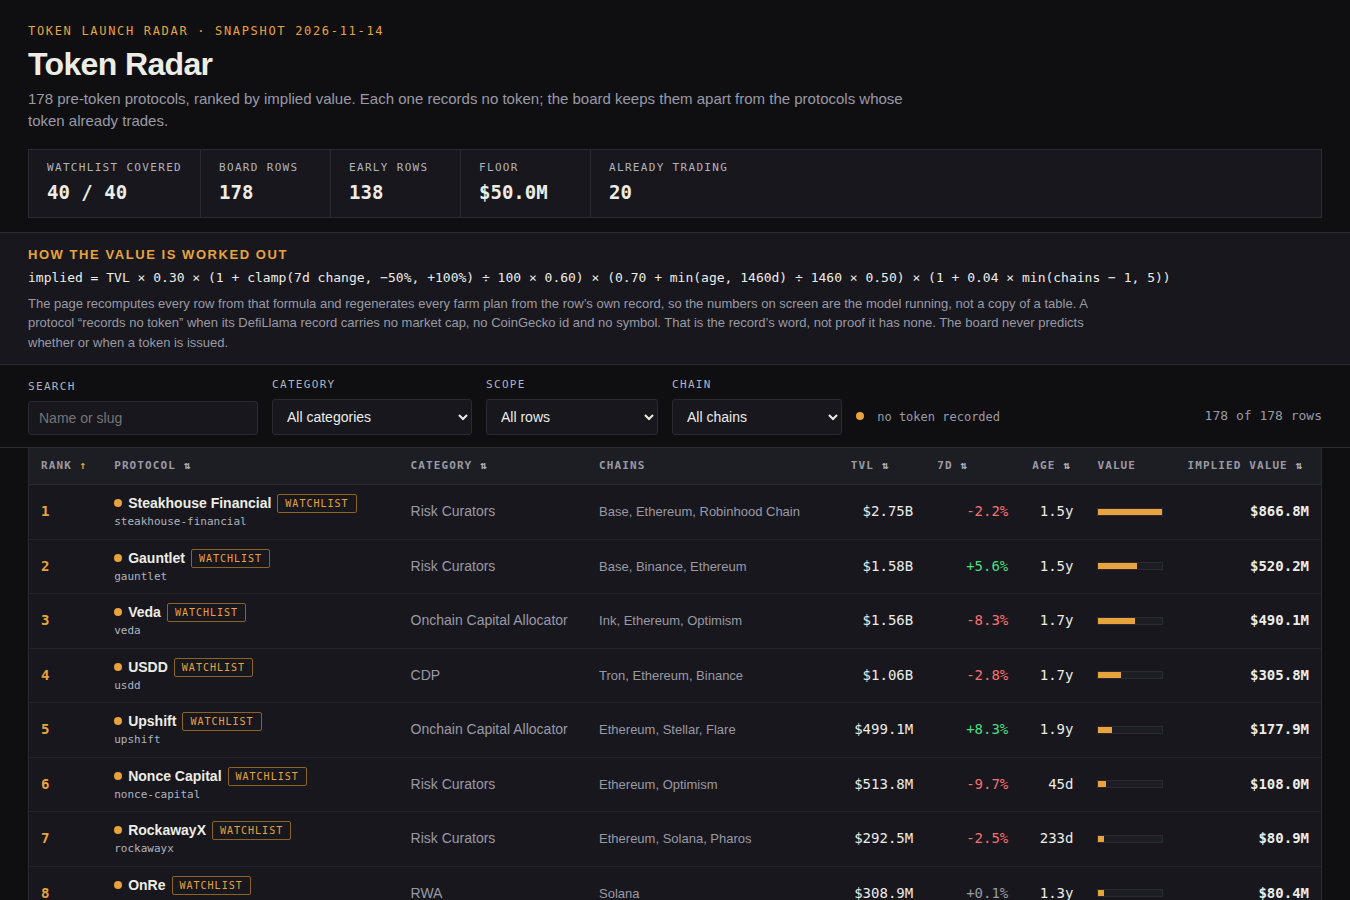 TOKEN LAUNCH RADAR · SNAPSHOT 2026-11-14
Token Radar
178 pre-token protocols, ranked by implied value. Each one records no token; the board keeps them apart from the protocols whose
token already trades.
WATCHLIST COVERED BOARD ROWS EARLY ROWS FLOOR ALREADY TRADING
40 / 40 178 138 $50.0M 20
HOW THE VALUE IS WORKED OUT
implied = TVL × 0.30 × (1 + clamp(7d change, −50%, +100%) ÷ 100 × 0.60) × (0.70 + min(age, 1460d) ÷ 1460 × 0.50) × (1 + 0.04 × min(chains − 1, 5))
The page recomputes every row from that formula and regenerates every farm plan from the row’s own record, so the numbers on screen are the model running, not a copy of a table. A
protocol “records no token” when its DefiLlama record carries no market cap, no CoinGecko id and no symbol. That is the record’s word, not proof it has none. The board never predicts
whether or when a token is issued.
SEARCH CATEGORY SCOPE CHAIN
Name or slug All categories All rows All chains no token recorded 178 of 178 rows
RANK ↑ PROTOCOL ⇅ CATEGORY ⇅ CHAINS TVL ⇅ 7D ⇅ AGE ⇅ VALUE IMPLIED VALUE ⇅
1 Steakhouse Financial WATCHLIST Risk Curators Base, Ethereum, Robinhood Chain $2.75B -2.2% 1.5y $866.8M
steakhouse-financial
2 Gauntlet WATCHLIST Risk Curators Base, Binance, Ethereum $1.58B +5.6% 1.5y $520.2M
gauntlet
3 Veda WATCHLIST Onchain Capital Allocator Ink, Ethereum, Optimism $1.56B -8.3% 1.7y $490.1M
veda
4 USDD WATCHLIST CDP Tron, Ethereum, Binance $1.06B -2.8% 1.7y $305.8M
usdd
5 Upshift WATCHLIST Onchain Capital Allocator Ethereum, Stellar, Flare $499.1M +8.3% 1.9y $177.9M
upshift
6 Nonce Capital WATCHLIST Risk Curators Ethereum, Optimism $513.8M -9.7% 45d $108.0M
nonce-capital
7 RockawayX WATCHLIST Risk Curators Ethereum, Solana, Pharos $292.5M -2.5% 233d $80.9M
rockawayx
8 OnRe WATCHLIST RWA Solana $308.9M +0.1% 1.3y $80.4M